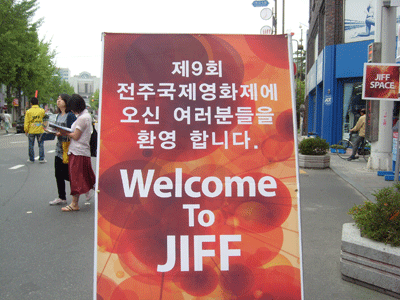 제9회
전주국제영화제에
오신 여러분들을
환영 합니다.
Welcome
To
JIFF
JIFF
SPACE